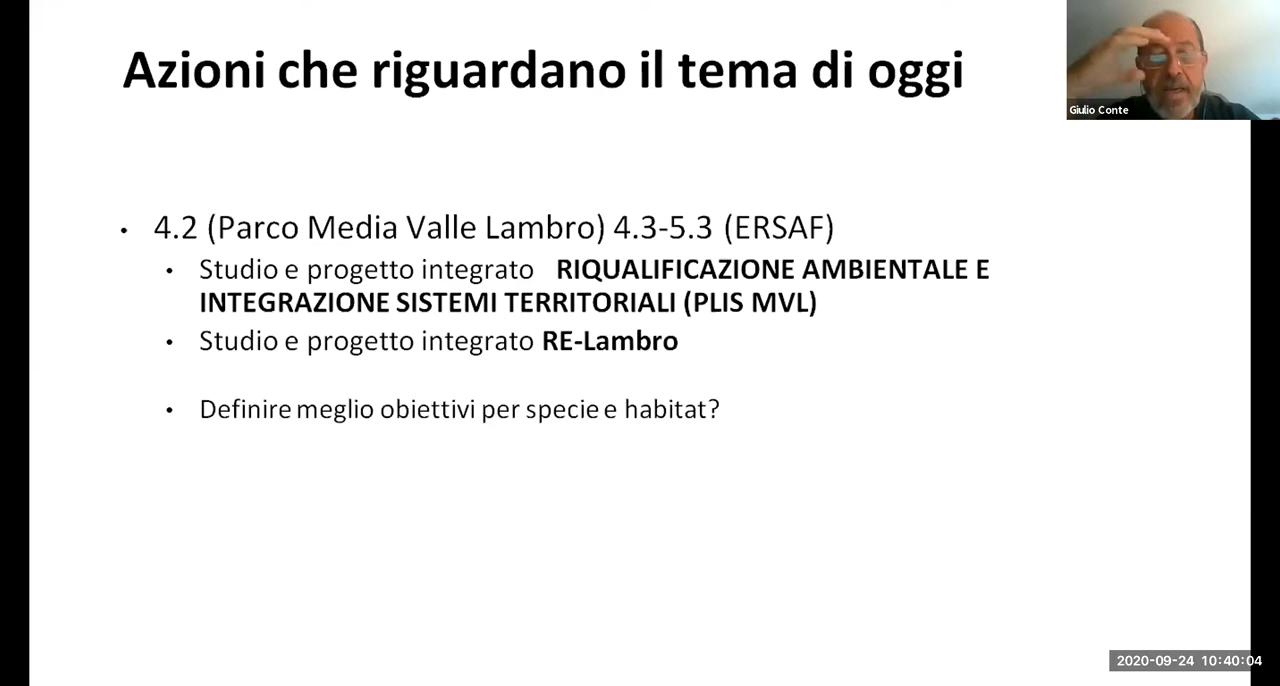 Azioni che riguardano il tema di oggi
Giulio Conte
• 4.2 (Parco Media Valle Lambro) 4.3-5.3 (ERSAF)
• Studio e progetto integrato RIQUALIFICAZIONE AMBIENTALE E
INTEGRAZIONE SISTEMI TERRITORIALI (PLIS MVL)
• Studio e progetto integrato RE-Lambro
• Definire meglio obiettivi per specie e habitat?
2020-09-24 10:40:04